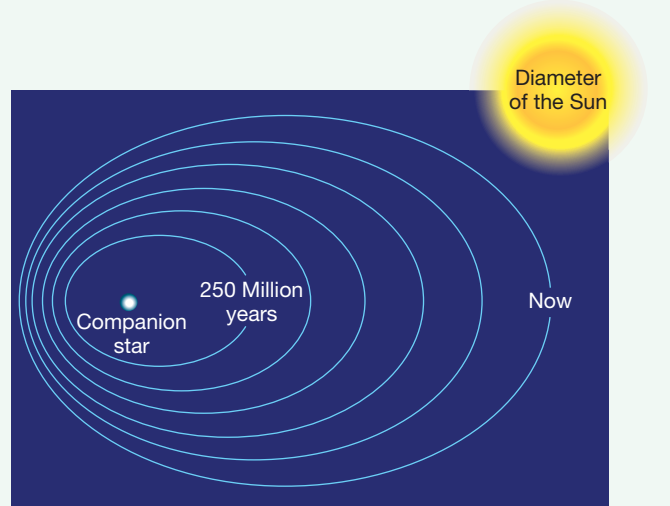 Diameter
of the Sun
250 Million
years
Now
Companion
star